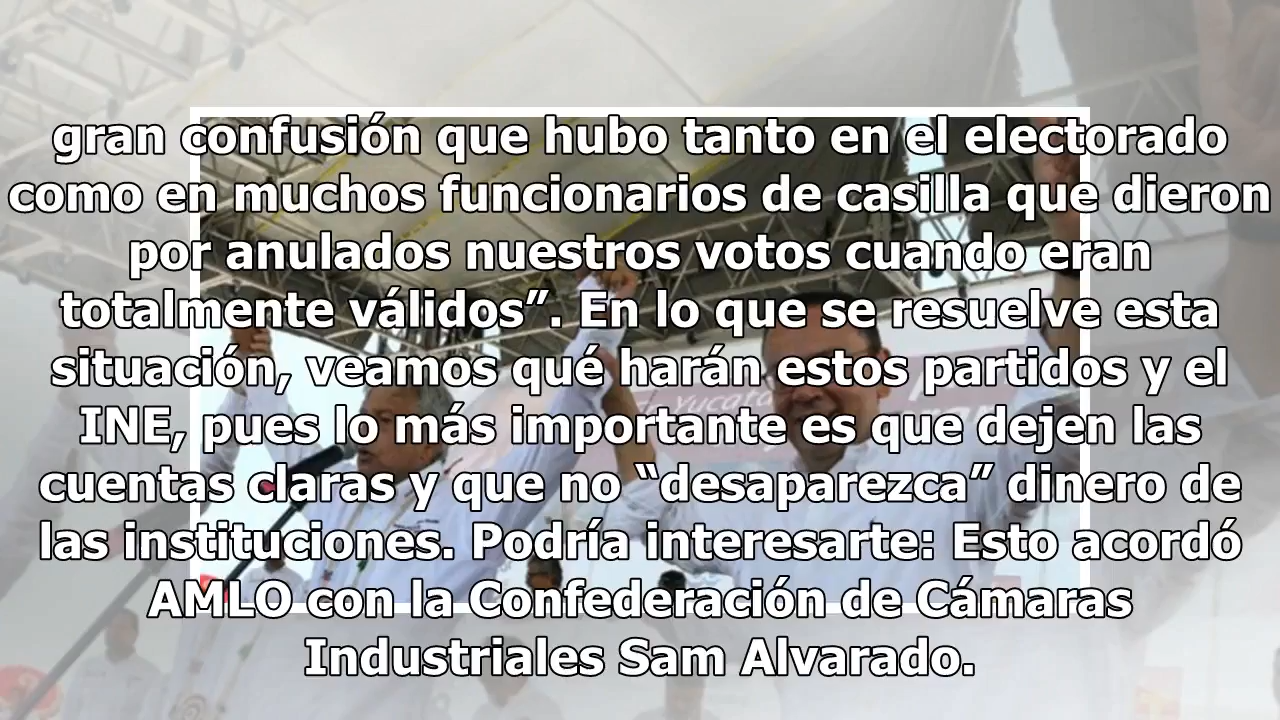 gran confusión que hubo tanto en el electorado
como en muchos funcionarios de casilla que dieron
por anulados nuestros votos cuando eran
totalmente válidos”. En lo que se resuelve esta
situación, veamos qué harán estos partidos y el
INE, pues lo más importante es que dejen las
cuentas claras y que no “desaparezca” dinero de
las instituciones. Podría interesarte: Esto acordó
AMLO con la Confederación de Cámaras
Industriales Sam Alvarado.